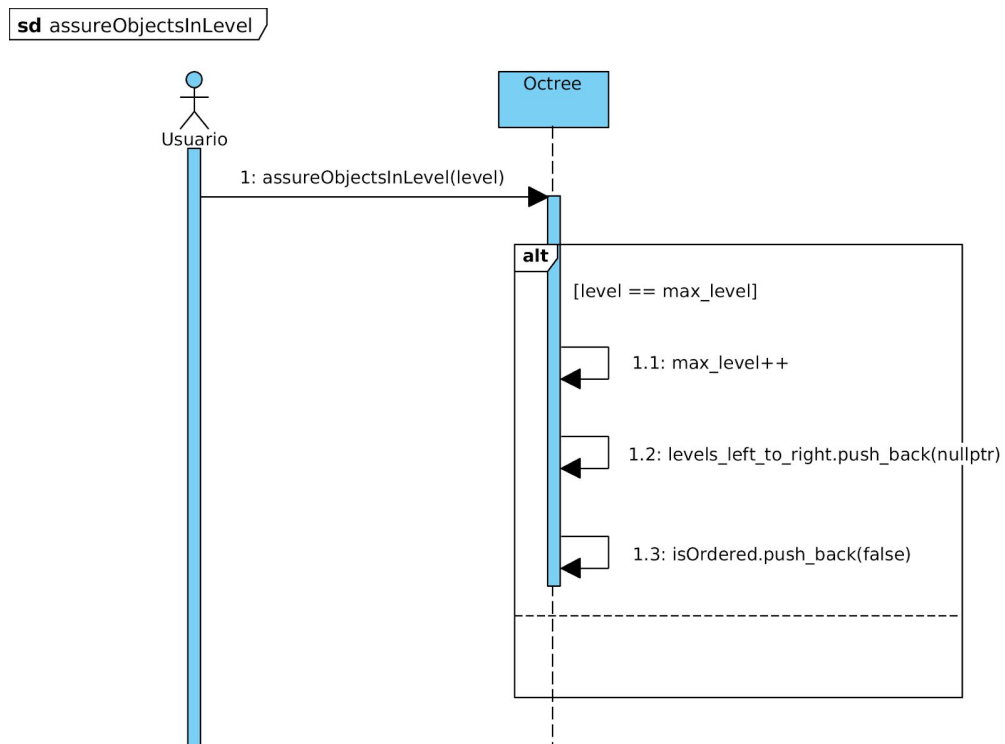 sd assureObjectsInLevel
Usuario
Octree
1: assureObjectsInLevel(level)
alt
[level == max_level]
1.1: max_level++
1.2: levels_left_to_right.push_back(nullptr)
1.3: isOrdered.push_back(false)